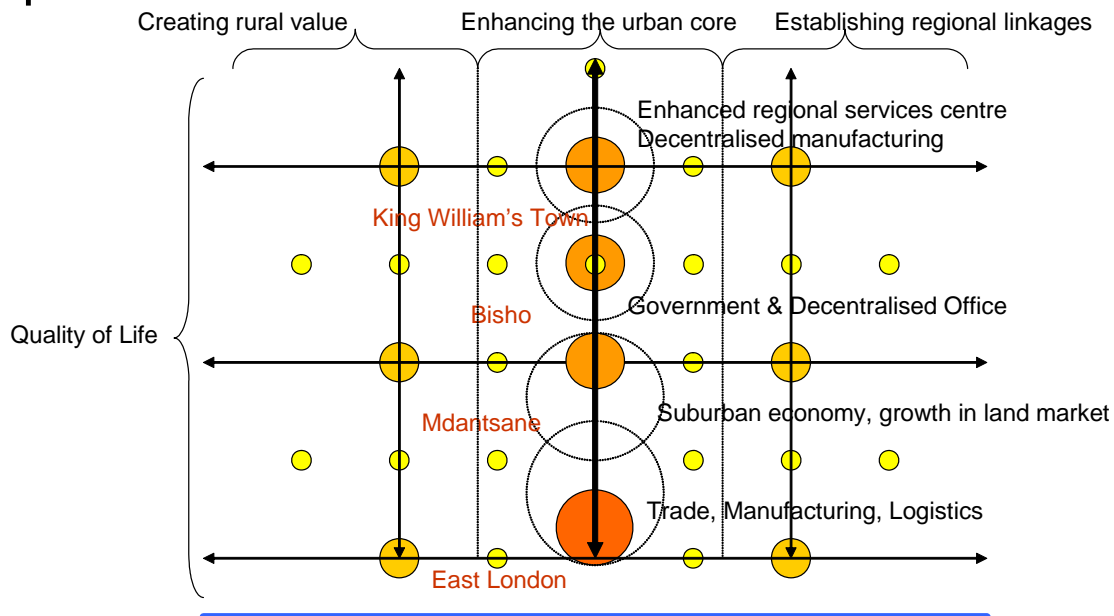 Creating rural value
Enhancing the urban core
Establishing regional linkages
Enhanced regional services centre
Decentralised manufacturing
King William's Town
Bisho
Government & Decentralised Office
Quality of Life
Mdantsane
Suburban economy, growth in land market
Trade, Manufacturing, Logistics
East London